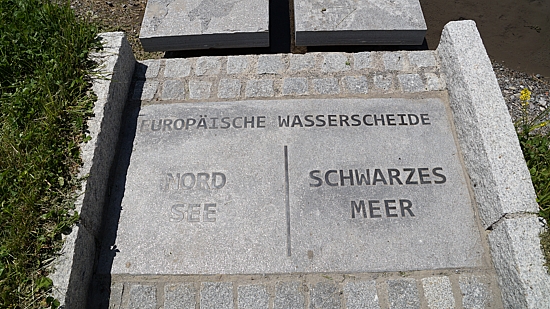 EUROPÄISCHE WASSERSCHEIDE
NORD
SEE
SCHWARZES
MEER